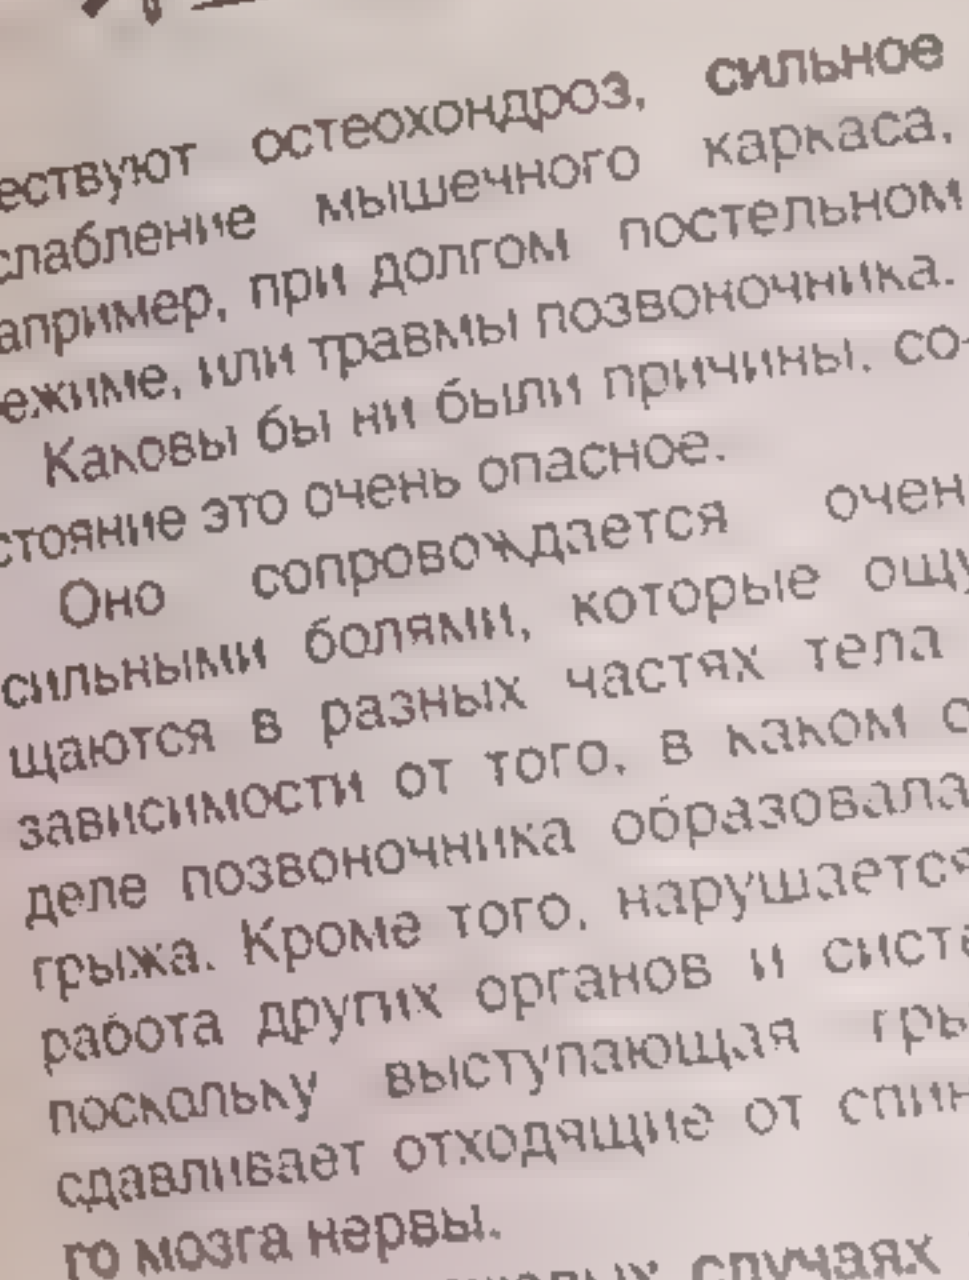 ествуют остеохондроз, сильное
слабление мышечного каркаса,
апример, при долгом постельном
ежиме, или травмы позвоночника.
Каковы бы ни были причины, со-
стояние это очень опасное.
Оно сопровождается очен
сильными болями, которые ощу
щаются в разных частях тела
зависимости от того, в каком о
деле позвоночника образовала
грыжа. Кроме того, нарушается
работа других органов и систе
поскольку выступающая гры
сдавливает отходящие от спин
го мозга нервы.
случаях